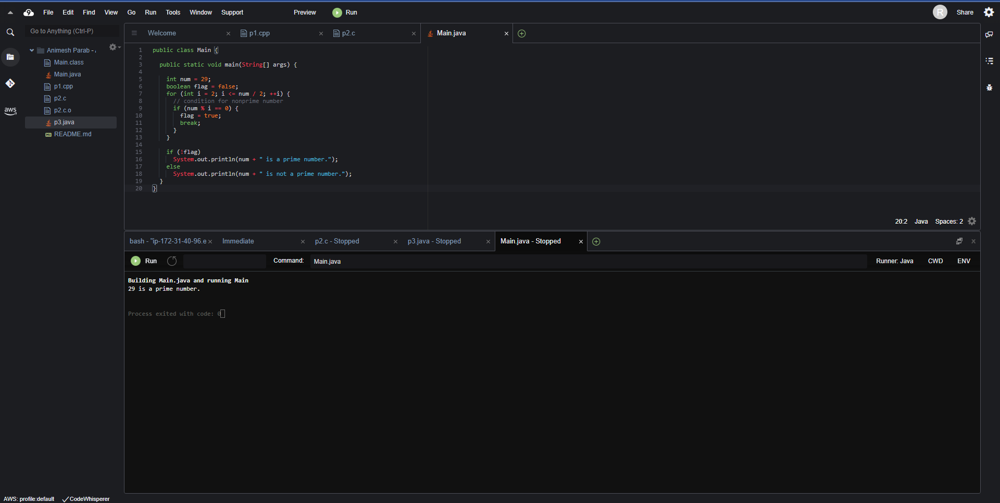 9 File Edit Find View Go Run Tools Window Support Preview Run R Share
Go to Anything (Ctrl-P)
Animesh Parab - 
Main.class
Main.java
p1.cpp
p2.c
p2.c.o
p3.java
README.md
aws
Welcome p1.cpp p2.c Main.java
1 public class Main {
2
3 public static void main(String[] args) {
4
5 int num = 29;
6 boolean flag = false;
7 for (int i = 2; i <= num / 2; ++i) {
8 // condition for nonprime number
9 if (num % i == 0) {
10 flag = true;
11 break;
12 }
13 }
14
15 if (!flag)
16 System.out.println(num + " is a prime number.");
17 else
18 System.out.println(num + " is not a prime number.");
19 }
20 }
20:2 Java Spaces: 2
bash - "ip-172-31-40-96.e Immediate p2.c - Stopped p3.java - Stopped Main.java - Stopped
Run Command: Main.java Runner: Java CWD ENV
Building Main.java and running Main
29 is a prime number.
Process exited with code: 0
AWS: profile:default CodeWhisperer